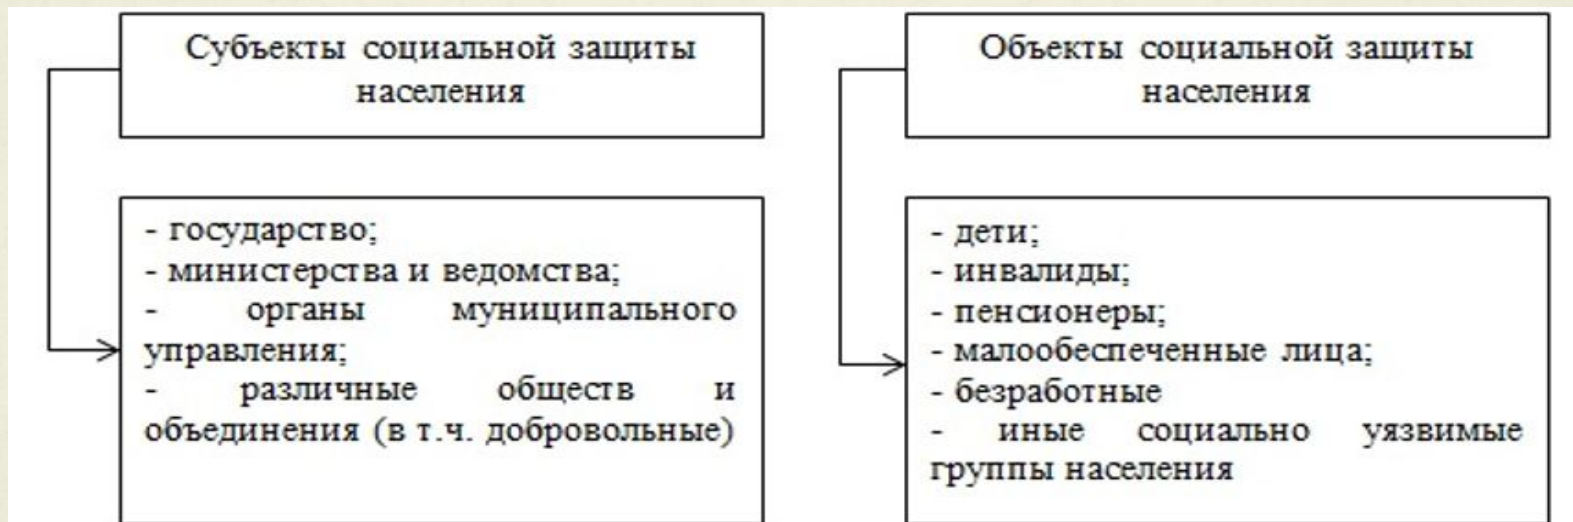 Субъекты социальной защиты
населения
- государство;
- министерства и ведомства;
- органы муниципального
управления;
- различные обществ и
объединения (в т.ч. добровольные)
Объекты социальной защиты
населения
- дети;
- инвалиды;
- пенсионеры;
- малообеспеченные лица;
- безработные
- иные социально уязвимые
группы населения